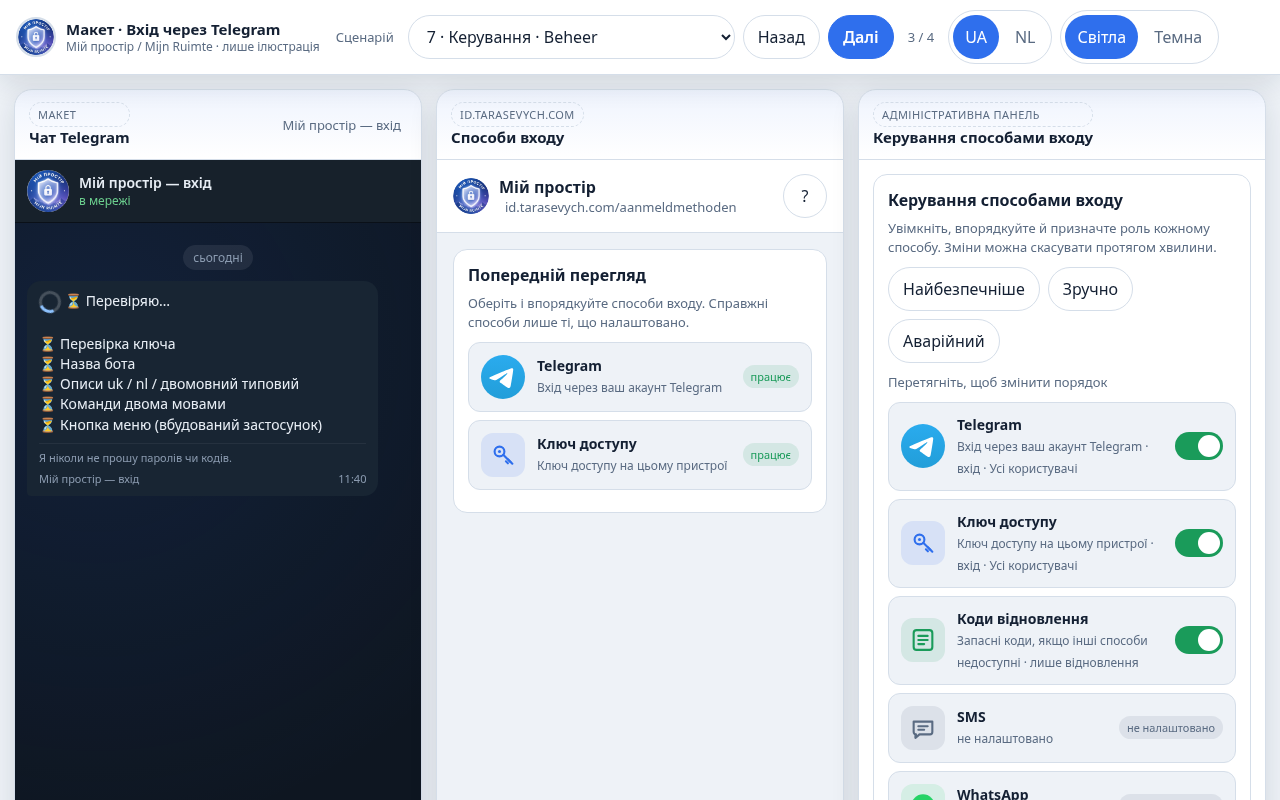 Макет · Вхід через Telegram
Мій простір / Mijn Ruimte · лише ілюстрація
Сценарій
7 · Керування · Beheer
Назад
Далі
3 / 4
UA
NL
Світла
Темна
МАКЕТ
Чат Telegram
Мій простір — вхід
Мій простір — вхід
в мережі
сьогодні
⏳ Перевіряю…
⏳ Перевірка ключа
⏳ Назва бота
⏳ Описи uk / nl / двомовний типовий
⏳ Команди двома мовами
⏳ Кнопка меню (вбудований застосунок)
Я ніколи не прошу паролів чи кодів.
Мій простір — вхід
11:40
ID.TARASEVYCH.COM
Способи входу
Мій простір
id.tarasevych.com/aanmeldmethoden
?
Попередній перегляд
Оберіть і впорядкуйте способи входу. Справжні
способи лише ті, що налаштовано.
Telegram
Вхід через ваш акаунт Telegram
працює
Ключ доступу
Ключ доступу на цьому пристрої
працює
АДМІНІСТРАТИВНА ПАНЕЛЬ
Керування способами входу
Керування способами входу
Увімкніть, впорядкуйте й призначте роль кожному
способу. Зміни можна скасувати протягом хвилини.
Найбезпечніше
Зручно
Аварійний
Перетягніть, щоб змінити порядок
Telegram
Вхід через ваш акаунт Telegram ·
вхід · Усі користувачі
Ключ доступу
Ключ доступу на цьому пристрої ·
вхід · Усі користувачі
Коди відновлення
Запасні коди, якщо інші способи
недоступні · лише відновлення
SMS
не налаштовано
не налаштовано
WhatsApp